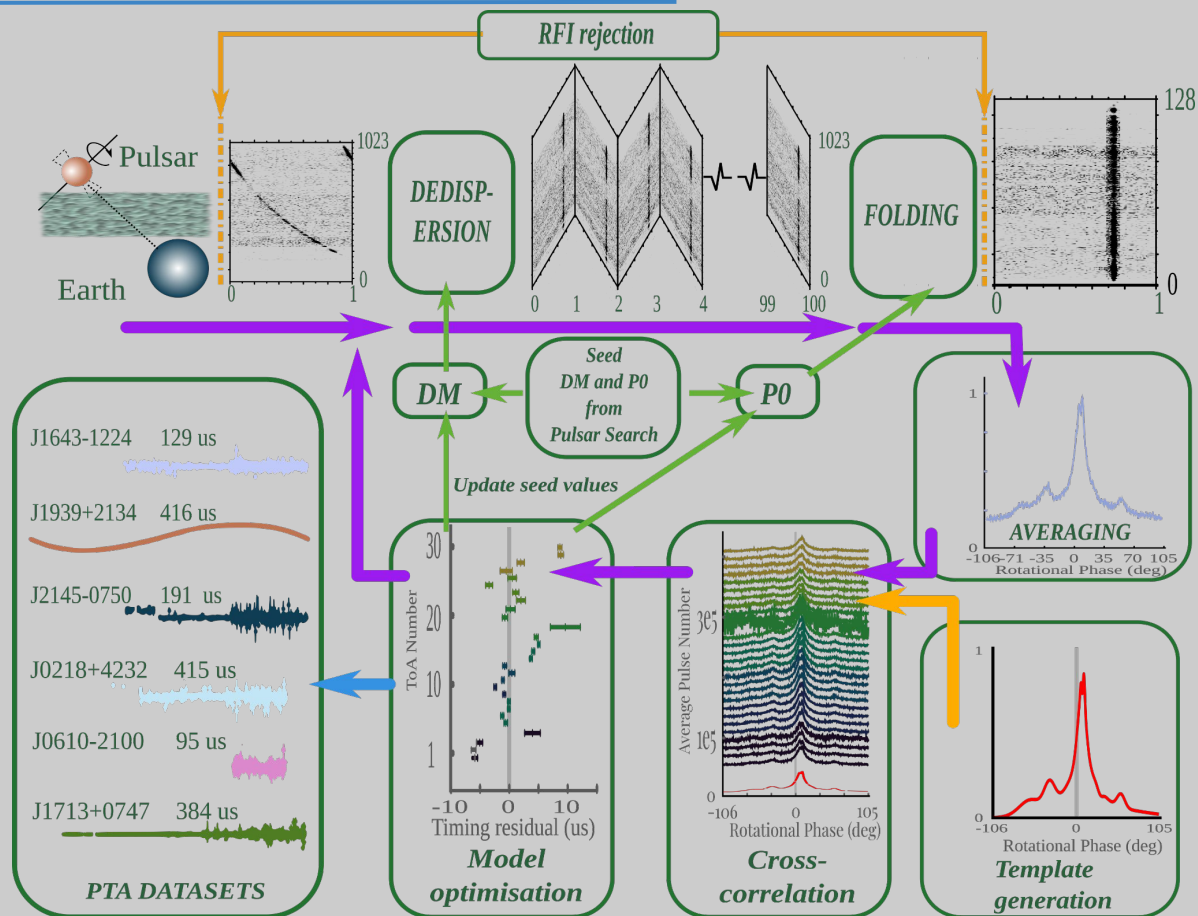 RFI rejection
Pulsar
Earth
1023
0
0 1
DEDISP-
ERSION
1023
0
0 1 2 3 4 99 100
FOLDING
128
0
0 1
DM
Seed
DM and P0
from
Pulsar Search
P0
Update seed values
J1643-1224 129 us
J1939+2134 416 us
J2145-0750 191 us
J0218+4232 415 us
J0610-2100 95 us
J1713+0747 384 us
PTA DATASETS
30
20
10
1
ToA Number
-10 0 10
Timing residual (us)
Model
optimisation
Average Pulse Number
0
-106 0 105
Rotational Phase (deg)
Cross-
correlation
1
0
AVERAGING
-106-71 -35 0 35 70 105
Rotational Phase (deg)
1
0
-106 0 105
Rotational Phase (deg)
Template
generation